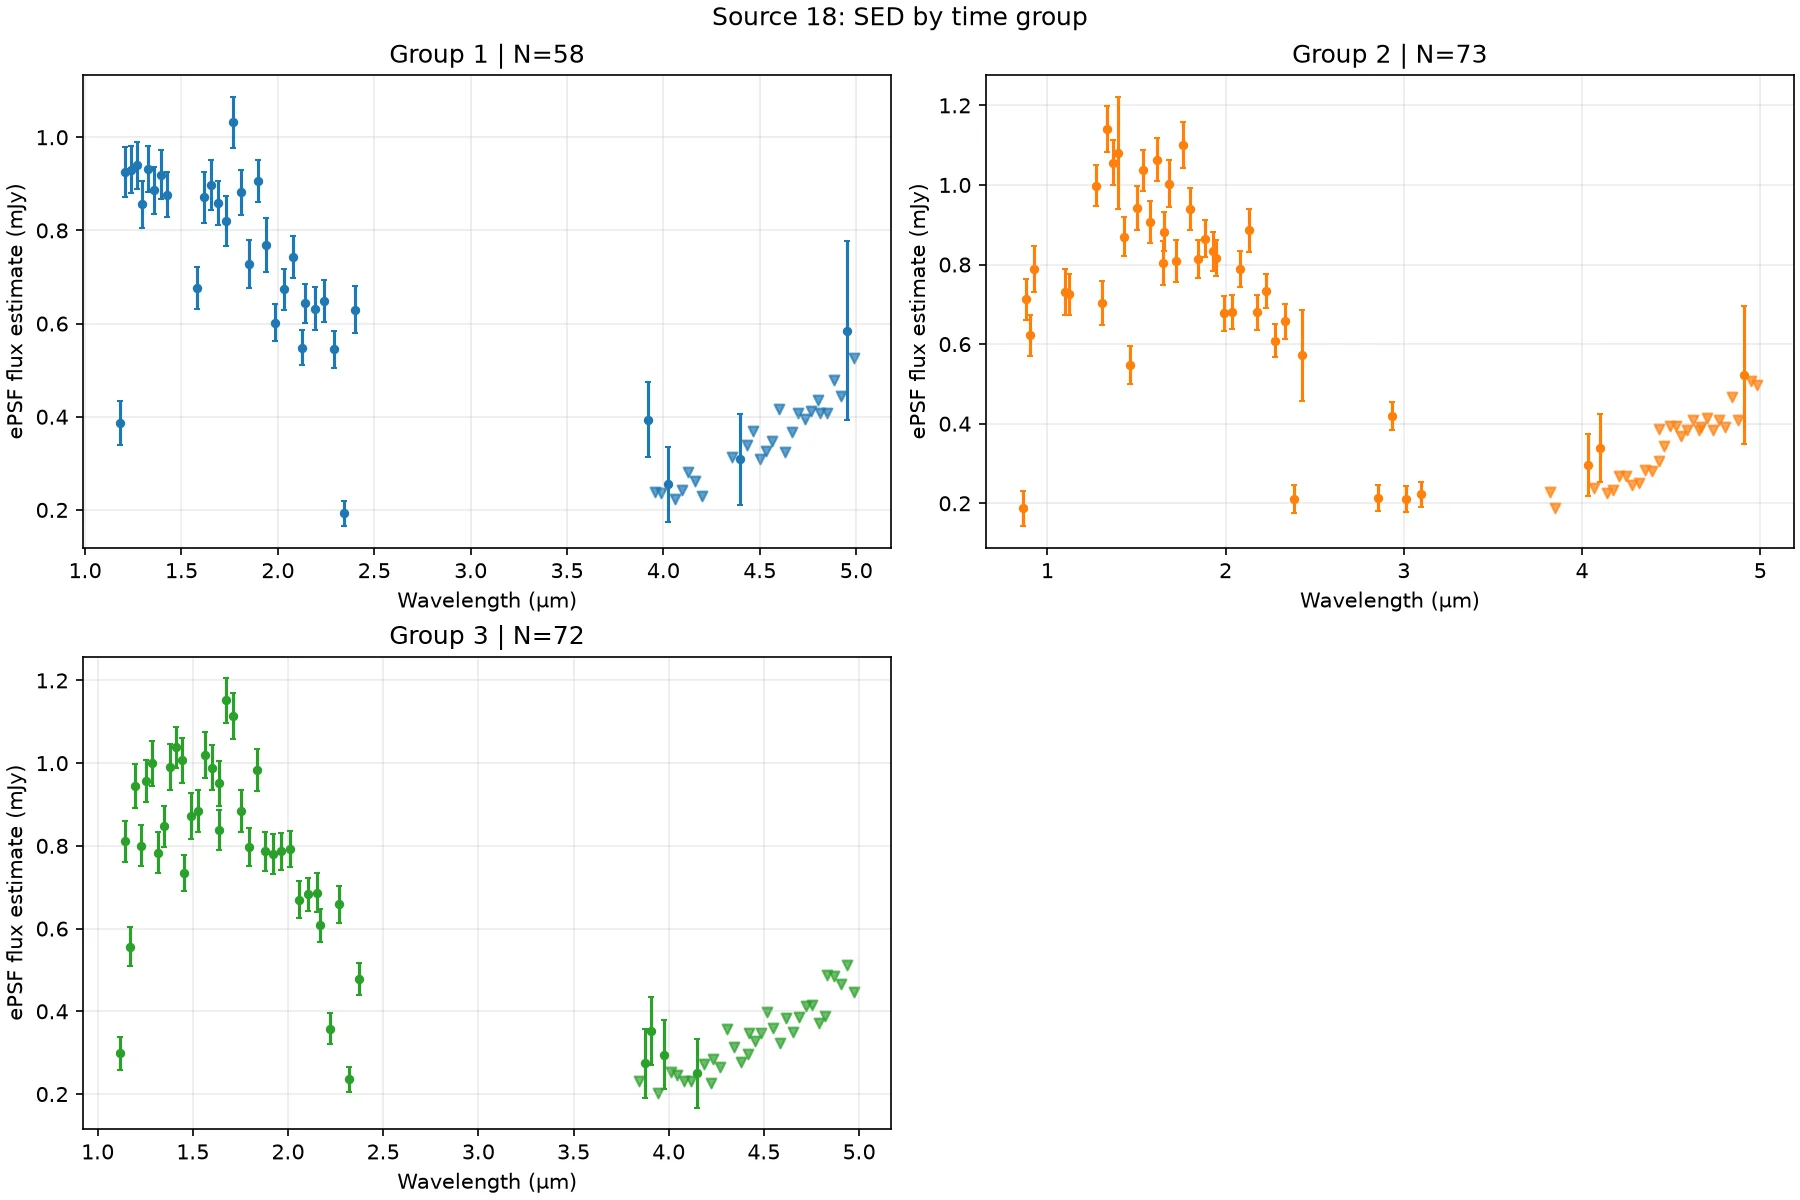 Source 18: SED by time group
Group 1 | N=58
ePSF flux estimate (mJy)
1.0
0.8
0.6
0.4
0.2
1.0 1.5 2.0 2.5 3.0 3.5 4.0 4.5 5.0
Wavelength (μm)
Group 2 | N=73
ePSF flux estimate (mJy)
1.2
1.0
0.8
0.6
0.4
0.2
1 2 3 4 5
Wavelength (μm)
Group 3 | N=72
ePSF flux estimate (mJy)
1.2
1.0
0.8
0.6
0.4
0.2
1.0 1.5 2.0 2.5 3.0 3.5 4.0 4.5 5.0
Wavelength (μm)